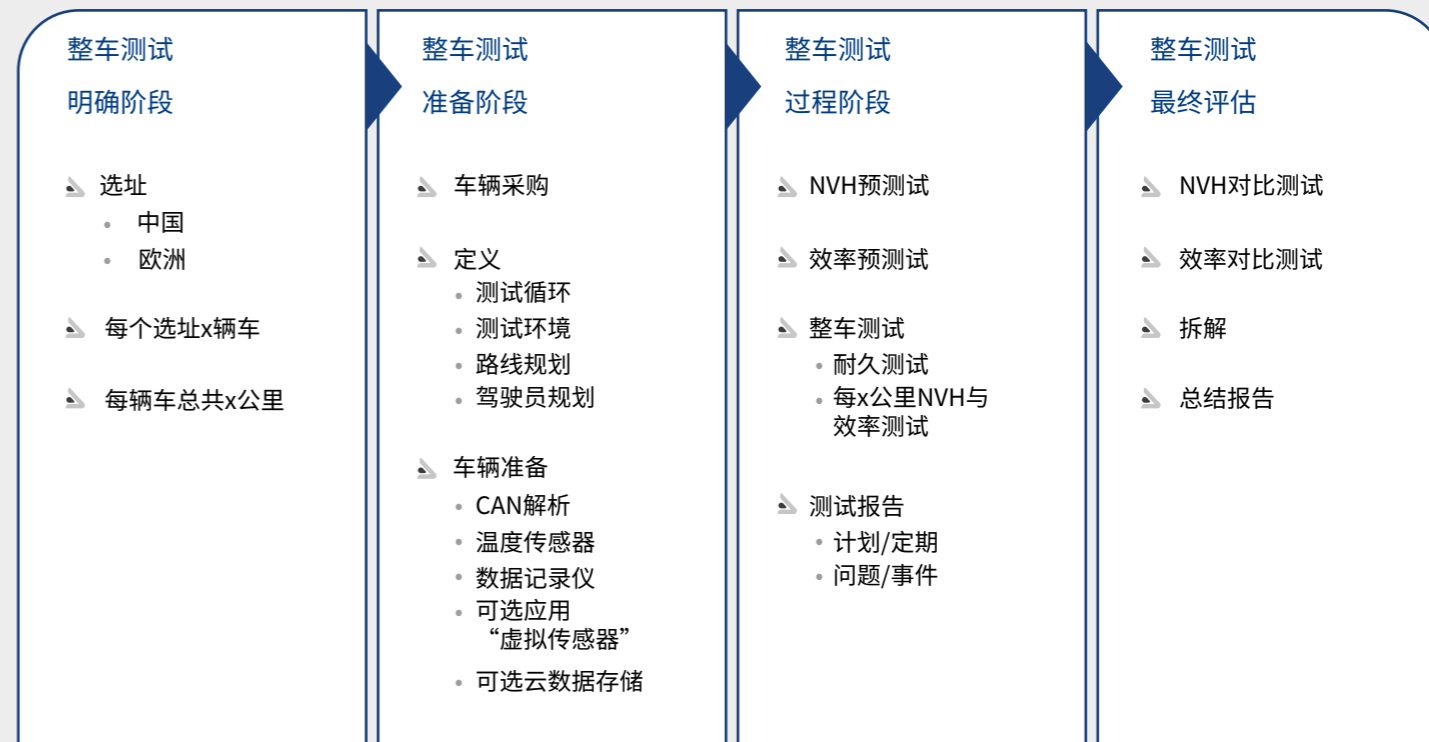 整车测试
明确阶段
选址
中国
欧洲
每个选址x辆车
每辆车总共x公里
整车测试
准备阶段
车辆采购
定义
测试循环
测试环境
路线规划
驾驶员规划
车辆准备
CAN解析
温度传感器
数据记录仪
可选应用
“虚拟传感器”
可选云数据存储
整车测试
过程阶段
NVH预测试
效率预测试
整车测试
耐久测试
每x公里NVH与
效率测试
测试报告
计划/定期
问题/事件
整车测试
最终评估
NVH对比测试
效率对比测试
拆解
总结报告